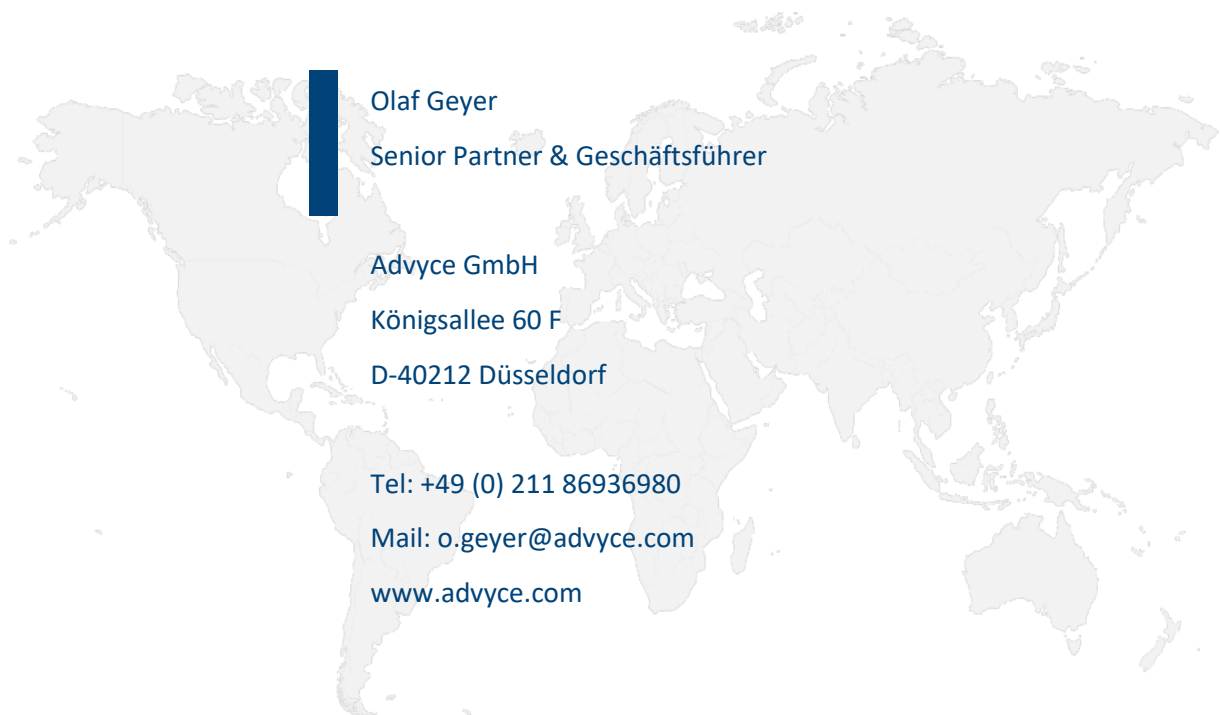 Olaf Geyer
Senior Partner & Geschäftsführer
Advyce GmbH
Königsallee 60 F
D-40212 Düsseldorf
Tel: +49 (0) 211 86936980
Mail: o.geyer@advyce.com
www.advyce.com